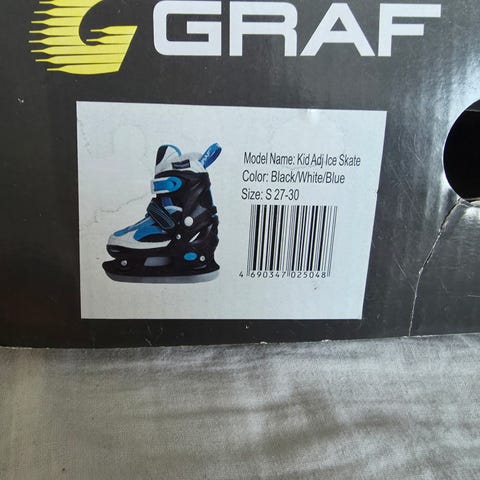 GRAF
Model Name: Kid Adj Ice Skate
Color: Black/White/Blue
Size: S 27-30
4 690347 025048